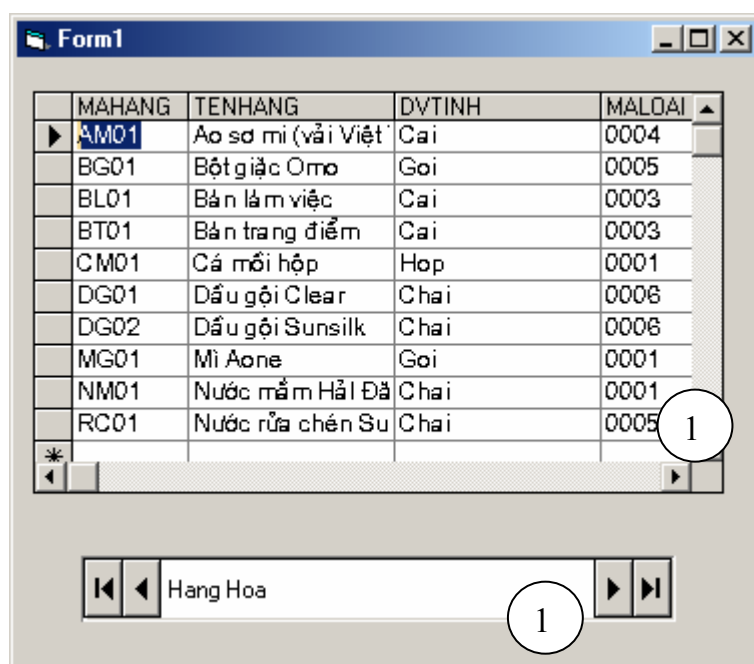 Form1
MAHANG TENHANG DVTINH MALOAI
AM01 Ao sơ mi (vải Việt Cai 0004
BG01 Bột giặc Omo Goi 0005
BL01 Bàn làm việc Cai 0003
BT01 Bàn trang điểm Cai 0003
CM01 Cá mồi hộp Hop 0001
DG01 Dầu gội Clear Chai 0006
DG02 Dầu gội Sunsilk Chai 0006
MG01 Mì Aone Goi 0001
NM01 Nước mắm Hải Đă Chai 0001
RC01 Nước rửa chén Su Chai 0005
1
Hang Hoa
1